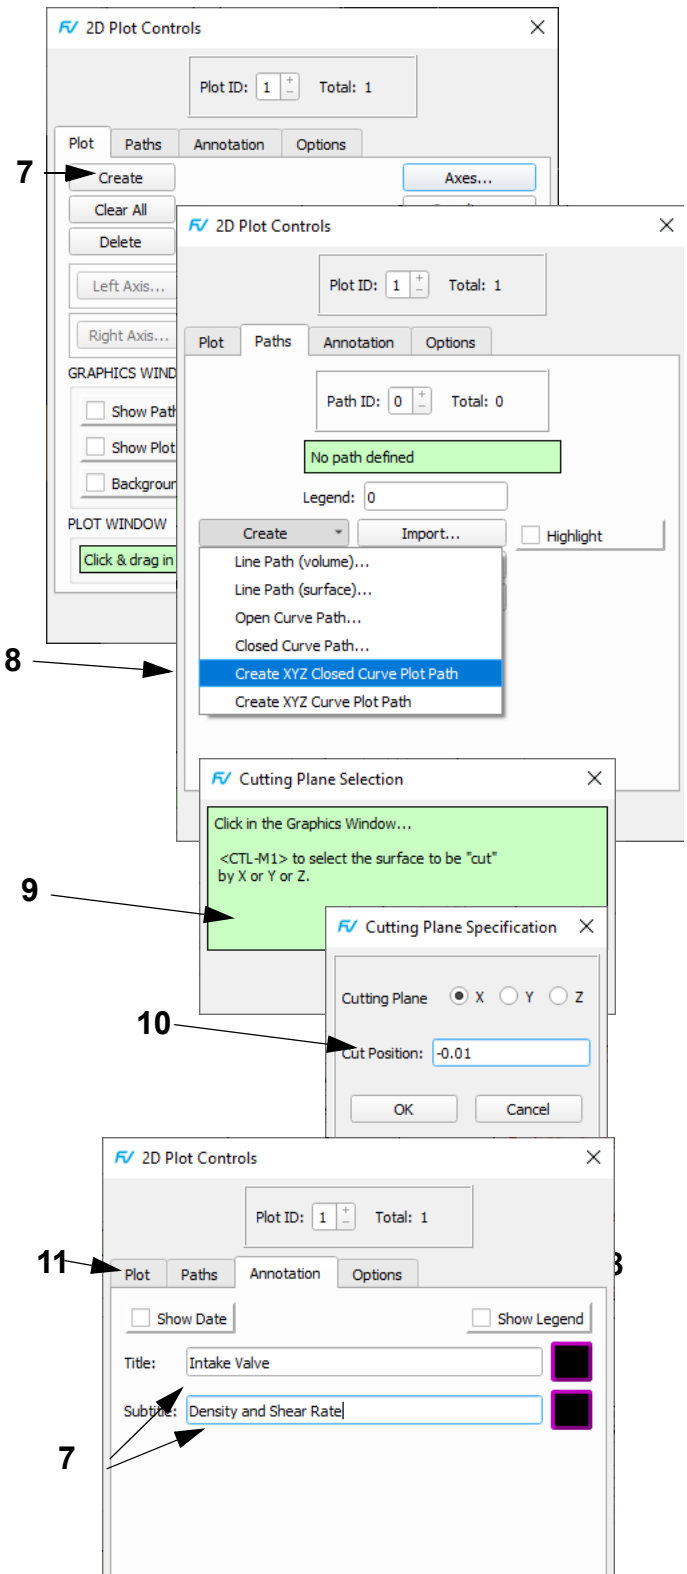 2D Plot Controls
Plot ID: 1 Total: 1
Plot Paths Annotation Options
7
Create Axes...
Clear All
Delete
Left Axis...
Right Axis...
GRAPHICS WIND
Show Path
Show Plot
Backgroun
PLOT WINDOW
Click & drag in
2D Plot Controls
Plot ID: 1 Total: 1
Plot Paths Annotation Options
Path ID: 0 Total: 0
No path defined
Legend: 0
Create Import... Highlight
Line Path (volume)...
Line Path (surface)...
Open Curve Path...
Closed Curve Path...
8
Create XYZ Closed Curve Plot Path
Create XYZ Curve Plot Path
Cutting Plane Selection
Click in the Graphics Window...
<CTL-M1> to select the surface to be "cut"
by X or Y or Z.
9
Cutting Plane Specification
Cutting Plane X Y Z
10
Cut Position: -0.01
OK Cancel
2D Plot Controls
Plot ID: 1 Total: 1
11
Plot Paths Annotation Options
Show Date Show Legend
Title: Intake Valve
Subtitle: Density and Shear Rate
7